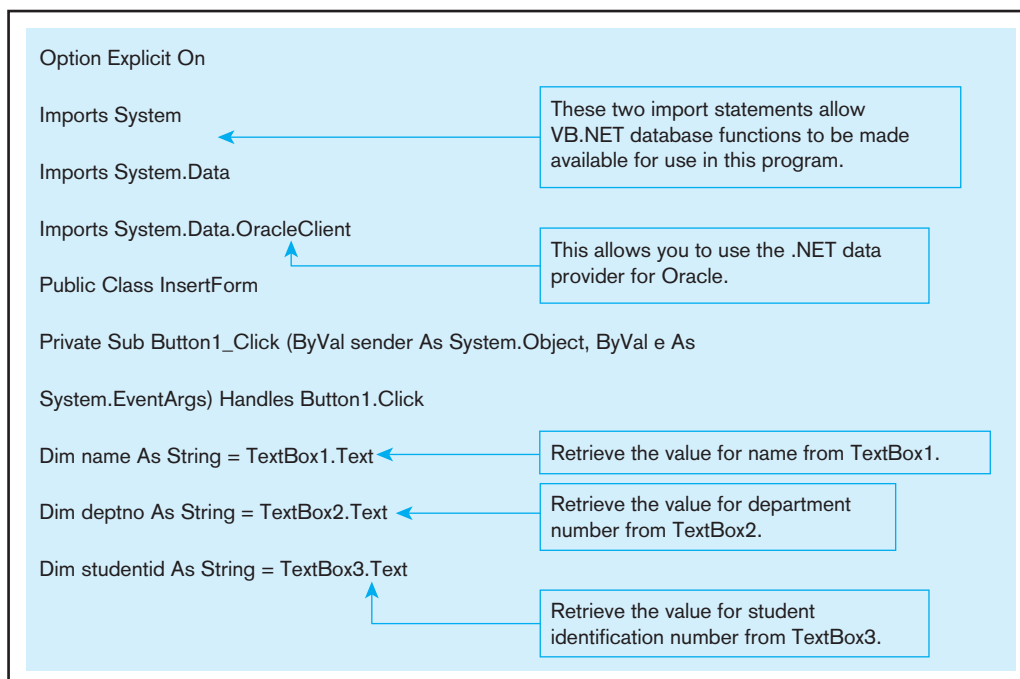 Option Explicit On
Imports System
These two import statements allow
VB.NET database functions to be made
available for use in this program.
Imports System.Data
Imports System.Data.OracleClient
This allows you to use the .NET data
provider for Oracle.
Public Class InsertForm
Private Sub Button1_Click (ByVal sender As System.Object, ByVal e As
System.EventArgs) Handles Button1.Click
Dim name As String = TextBox1.Text
Retrieve the value for name from TextBox1.
Dim deptno As String = TextBox2.Text
Retrieve the value for department
number from TextBox2.
Dim studentid As String = TextBox3.Text
Retrieve the value for student
identification number from TextBox3.